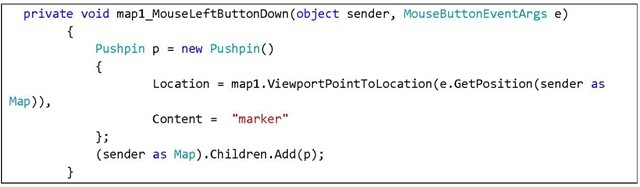 private void map1_MouseLeftButtonDown(object sender, MouseButtonEventArgs e)
{
Pushpin p = new Pushpin()
{
Location = map1.ViewportPointToLocation(e.GetPosition(sender as
Map)),
Content =  "marker"
};
(sender as Map).Children.Add(p);
}